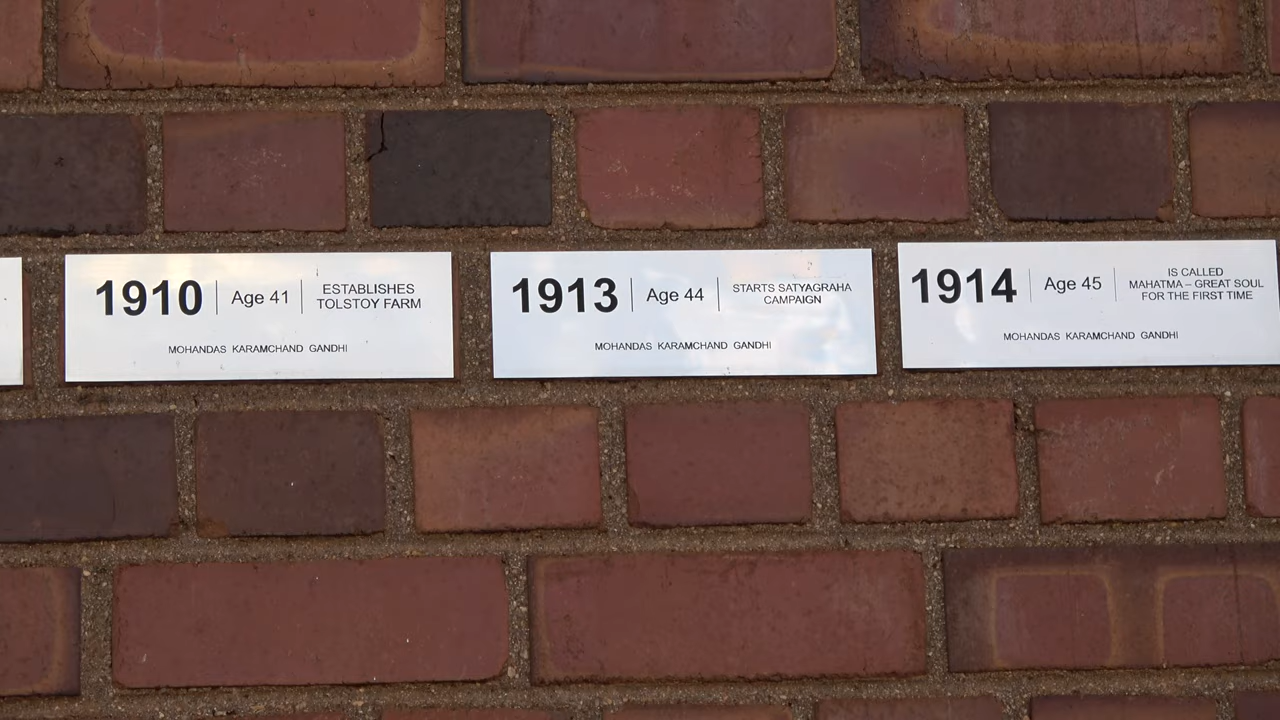 1910 | Age 41 | ESTABLISHES
TOLSTOY FARM
MOHANDAS KARAMCHAND GANDHI
1913 | Age 44 | STARTS SATYAGRAHA
CAMPAIGN
MOHANDAS KARAMCHAND GANDHI
1914 | Age 45 | IS CALLED
MAHATMA – GREAT SOUL
FOR THE FIRST TIME
MOHANDAS KARAMCHAND GANDHI